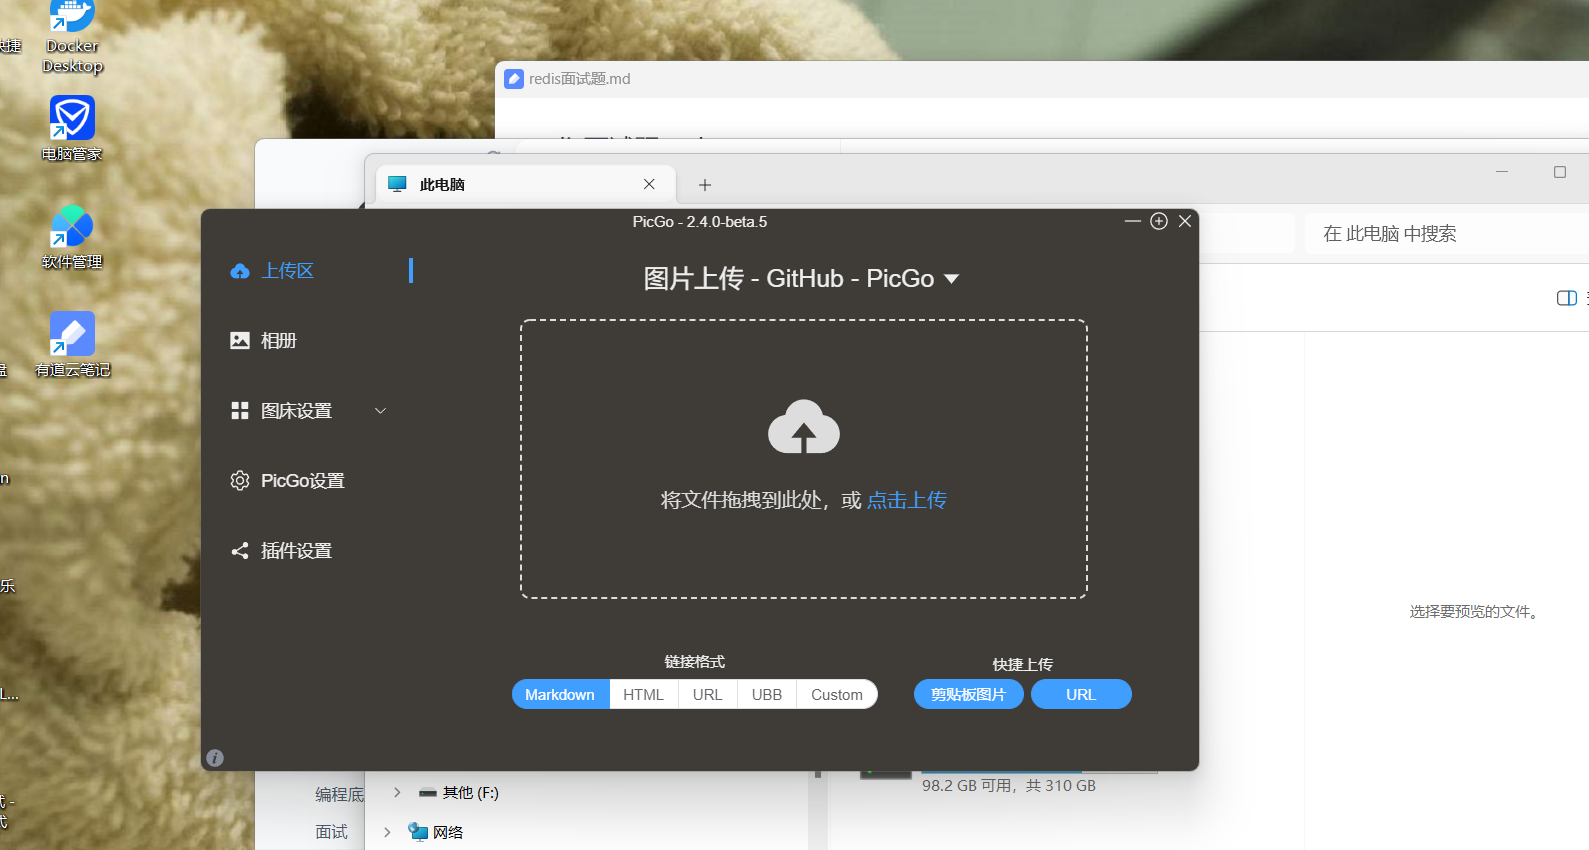 Docker
Desktop
电脑管家
软件管理
有道云笔记
redis面试题.md
此电脑
在 此电脑 中搜索
PicGo - 2.4.0-beta.5
上传区
相册
图床设置
PicGo设置
插件设置
图片上传 - GitHub - PicGo
将文件拖拽到此处，或 点击上传
链接格式
Markdown HTML URL UBB Custom
快捷上传
剪贴板图片 URL
选择要预览的文件。
98.2 GB 可用，共 310 GB
编程底
其他 (F:)
面试
网络